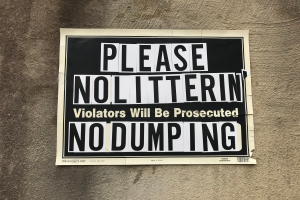 PLEASE
NO LITTERIN
Violators Will Be Prosecuted
NO DUMPING